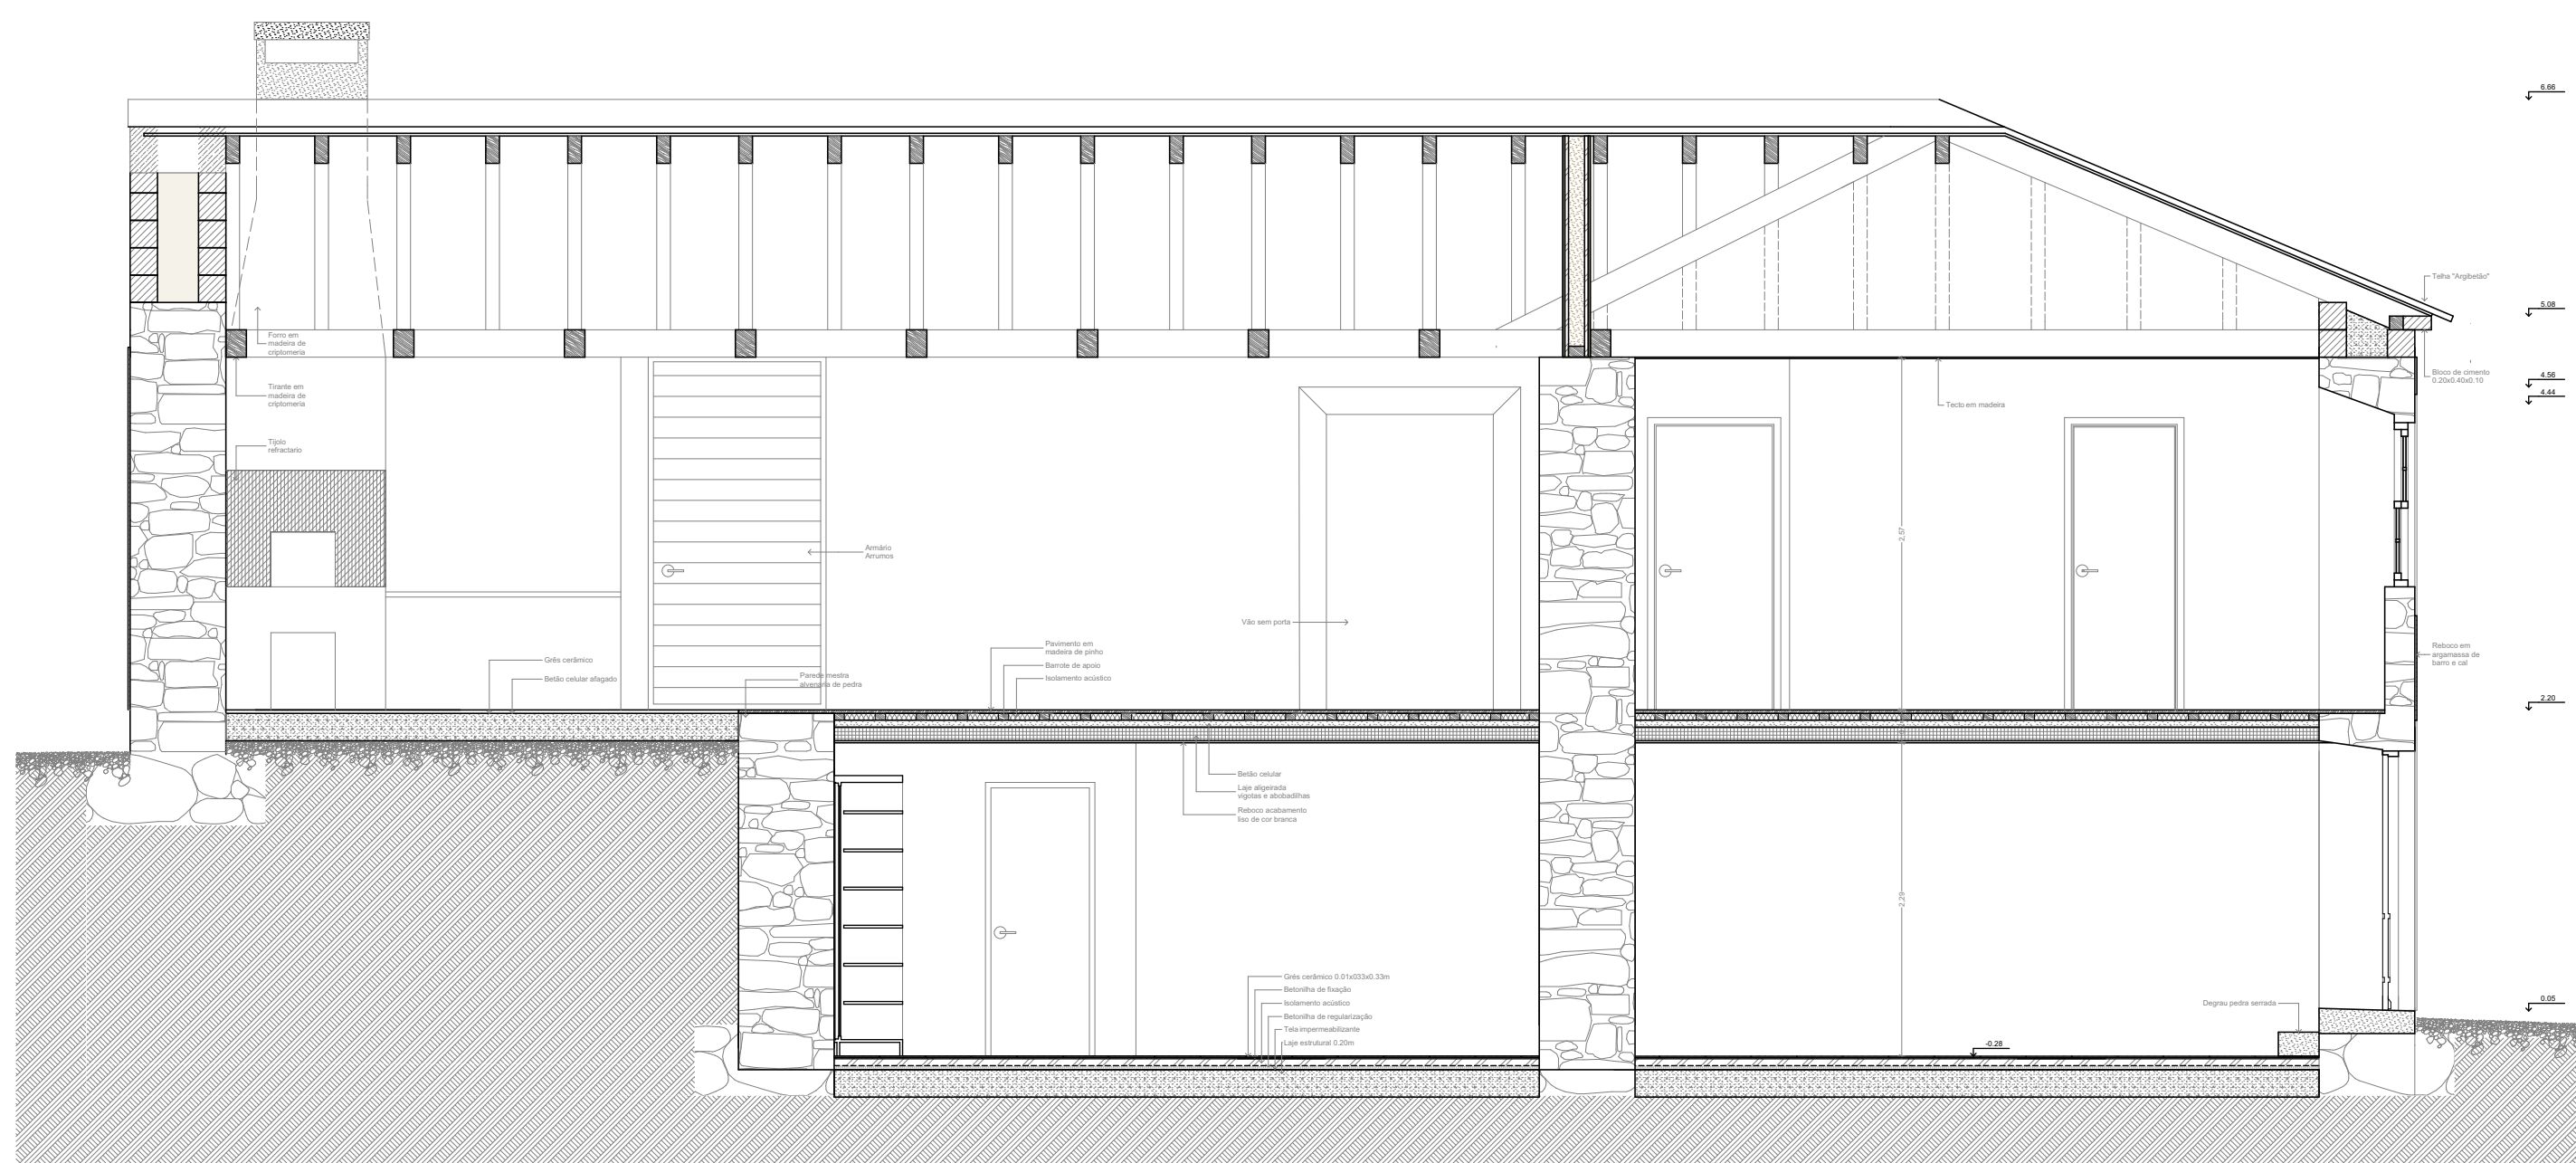 6.66
Telha "Argibetão"
5.08
Forro em
madeira de
criptomeria
Bloco de cimento
0.20x0.40x0.10
4.56
4.44
Tirante em
madeira de
criptomeria
Tecto em madeira
Tijolo
refractario
2,57
Armário
Arrumos
Vão sem porta
Pavimento em
madeira de pinho
Barrote de apoio
Isolamento acústico
Reboco em
argamassa de
barro e cal
Grês cerâmico
Betão celular afagado
Parede mestra
alvenaria de pedra
2.20
Betão celular
Laje aligeirada
vigotas e abobadilhas
Reboco acabamento
liso de cor branca
2,29
Grés cerâmico 0.01x033x0.33m
Betonilha de fixação
Isolamento acústico
Betonilha de regularização
Tela impermeabilizante
Laje estrutural 0.20m
Degrau pedra serrada
0.05
-0.28